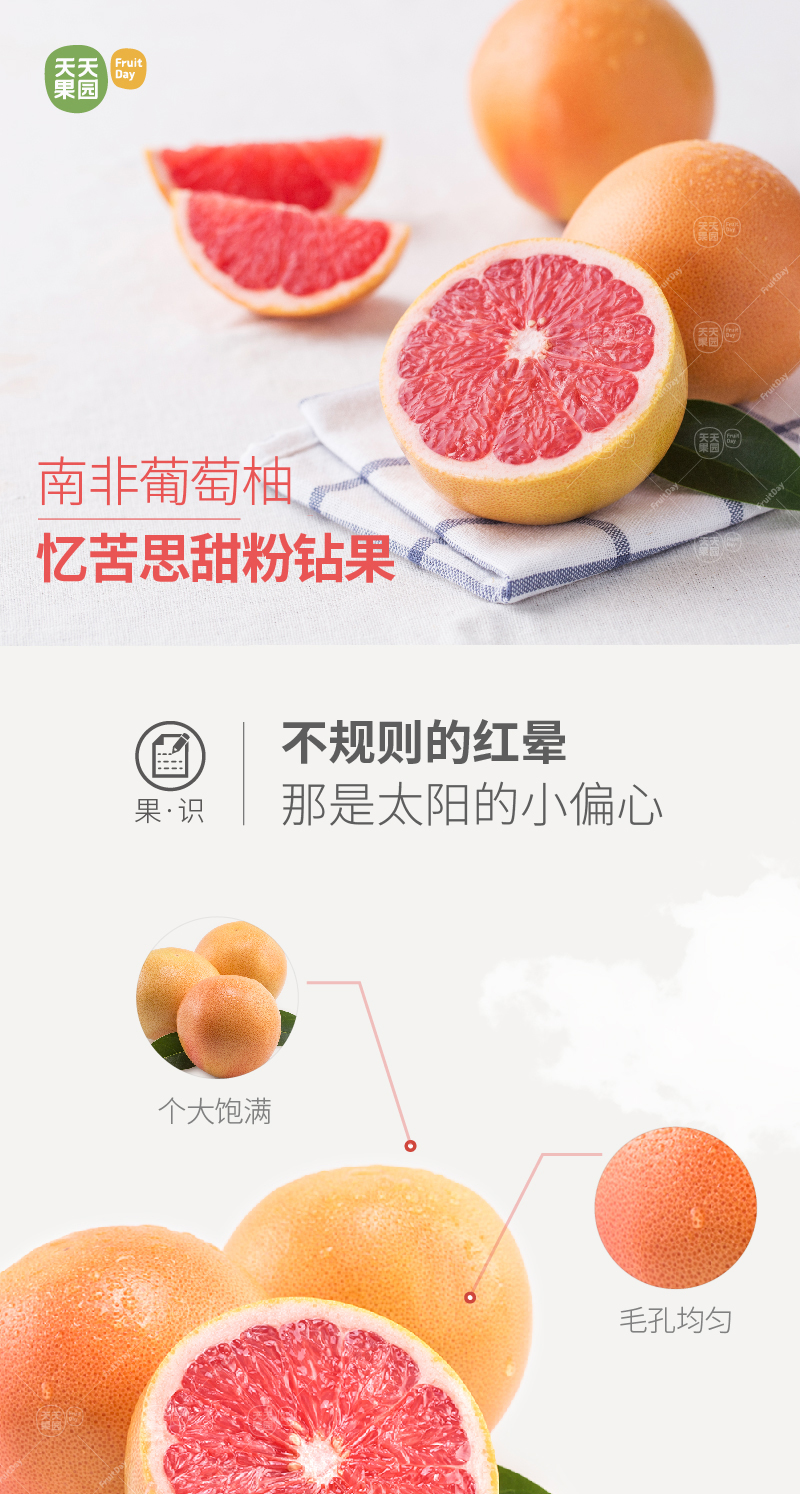 天天
果园
Fruit
Day
南非葡萄柚
忆苦思甜粉钻果
果·识
不规则的红晕
那是太阳的小偏心
个大饱满
毛孔均匀